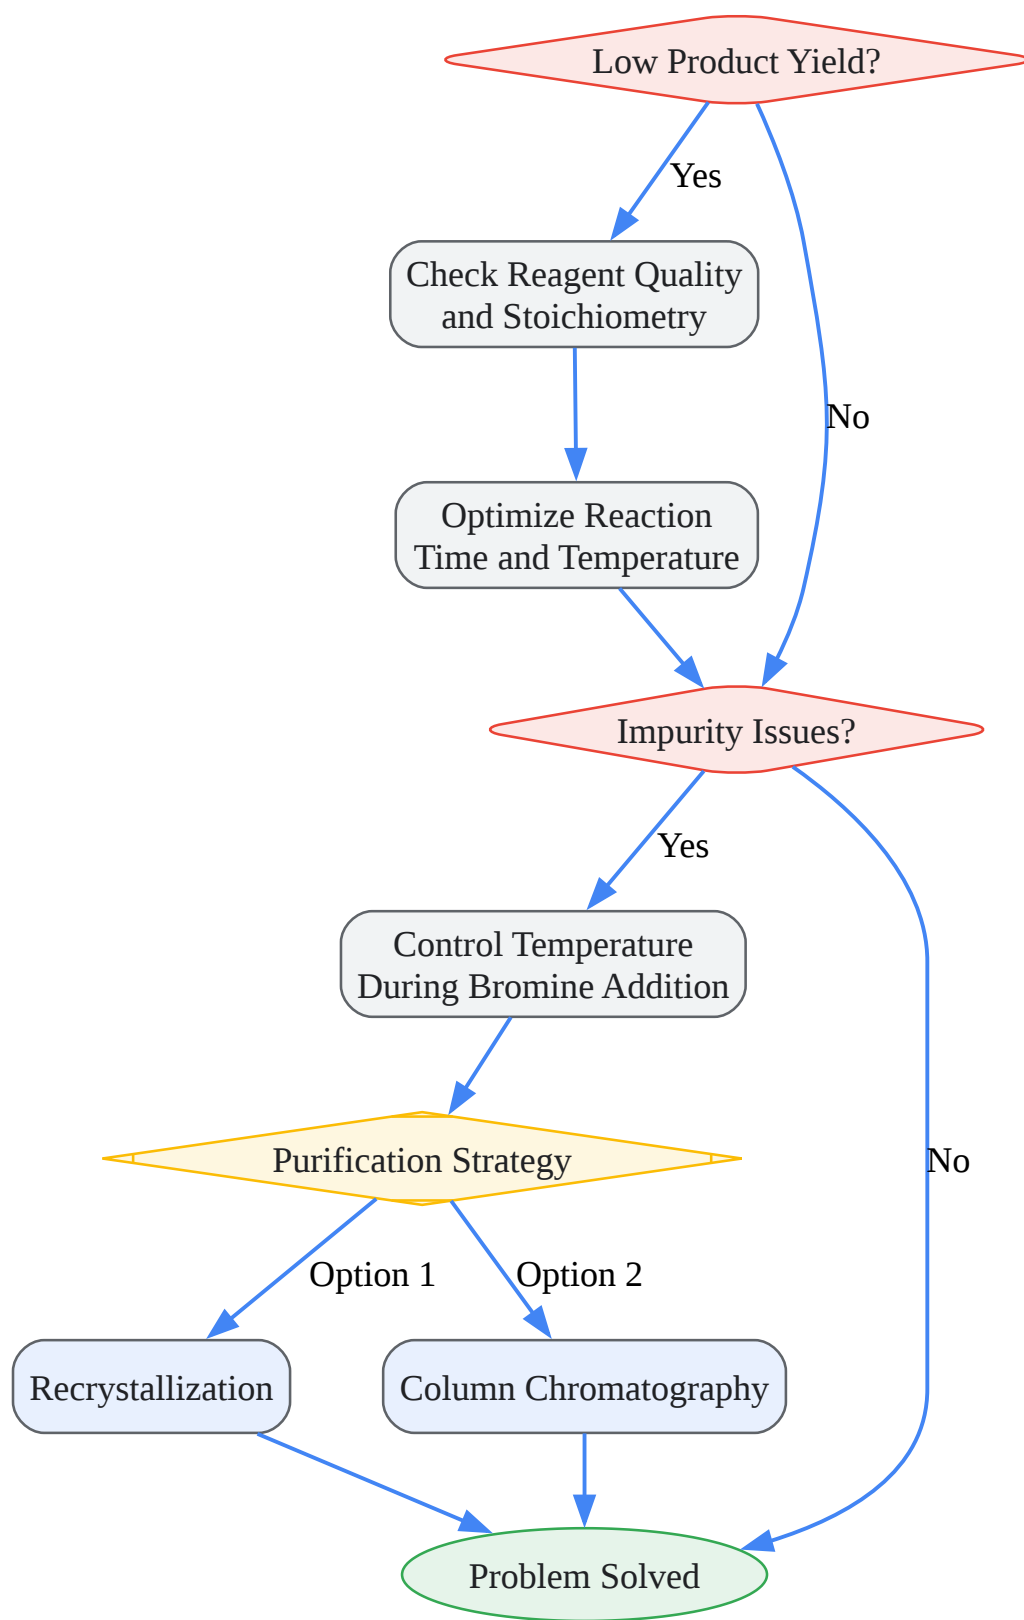 Low Product Yield?
Yes
Check Reagent Quality
and Stoichiometry
No
Optimize Reaction
Time and Temperature
Impurity Issues?
Yes
Control Temperature
During Bromine Addition
Purification Strategy
No
Option 1
Option 2
Recrystallization
Column Chromatography
Problem Solved